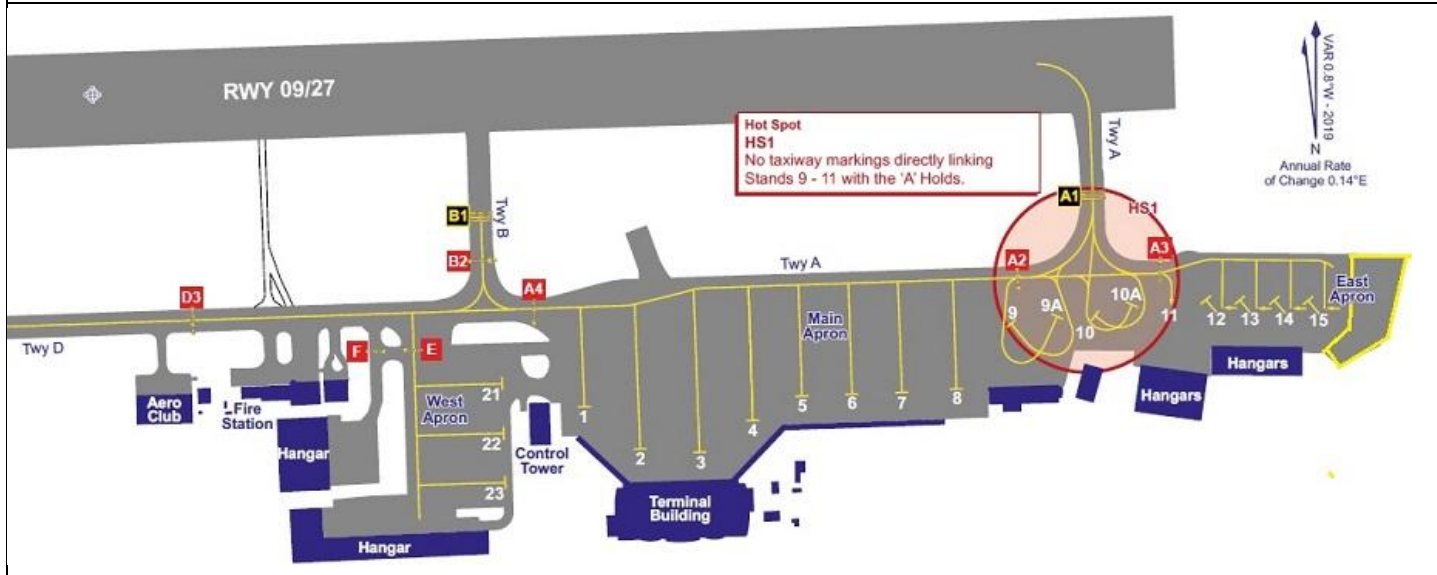 RWY 09/27
Hot Spot
HS1
No taxiway markings directly linking
Stands 9 - 11 with the 'A' Holds.
Twy A
VAR 0.8°W - 2019
N
Annual Rate
of Change 0.14°E
A1
HS1
B1
Twy B
B2
A2
A3
Twy A
A4
D3
Twy D
F
E
9
9A
10A
10
11
12
13
14
15
East
Apron
Main
Apron
Aero
Club
Fire
Station
West
Apron
21
22
23
1
2
3
4
5
6
7
8
Hangars
Hangars
Hangar
Control
Tower
Terminal
Building
Hangar